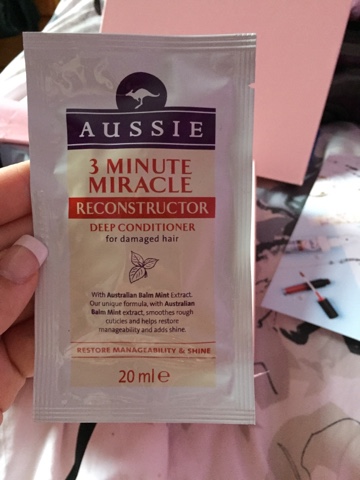 AUSSIE
3 MINUTE
MIRACLE
RECONSTRUCTOR
DEEP CONDITIONER
for damaged hair
With Australian Balm Mint Extract.
Our unique formula, with Australian
Balm Mint extract, smoothes rough
cuticles and helps restore
manageability and adds shine.
RESTORE MANAGEABILITY & SHINE
20 ml e